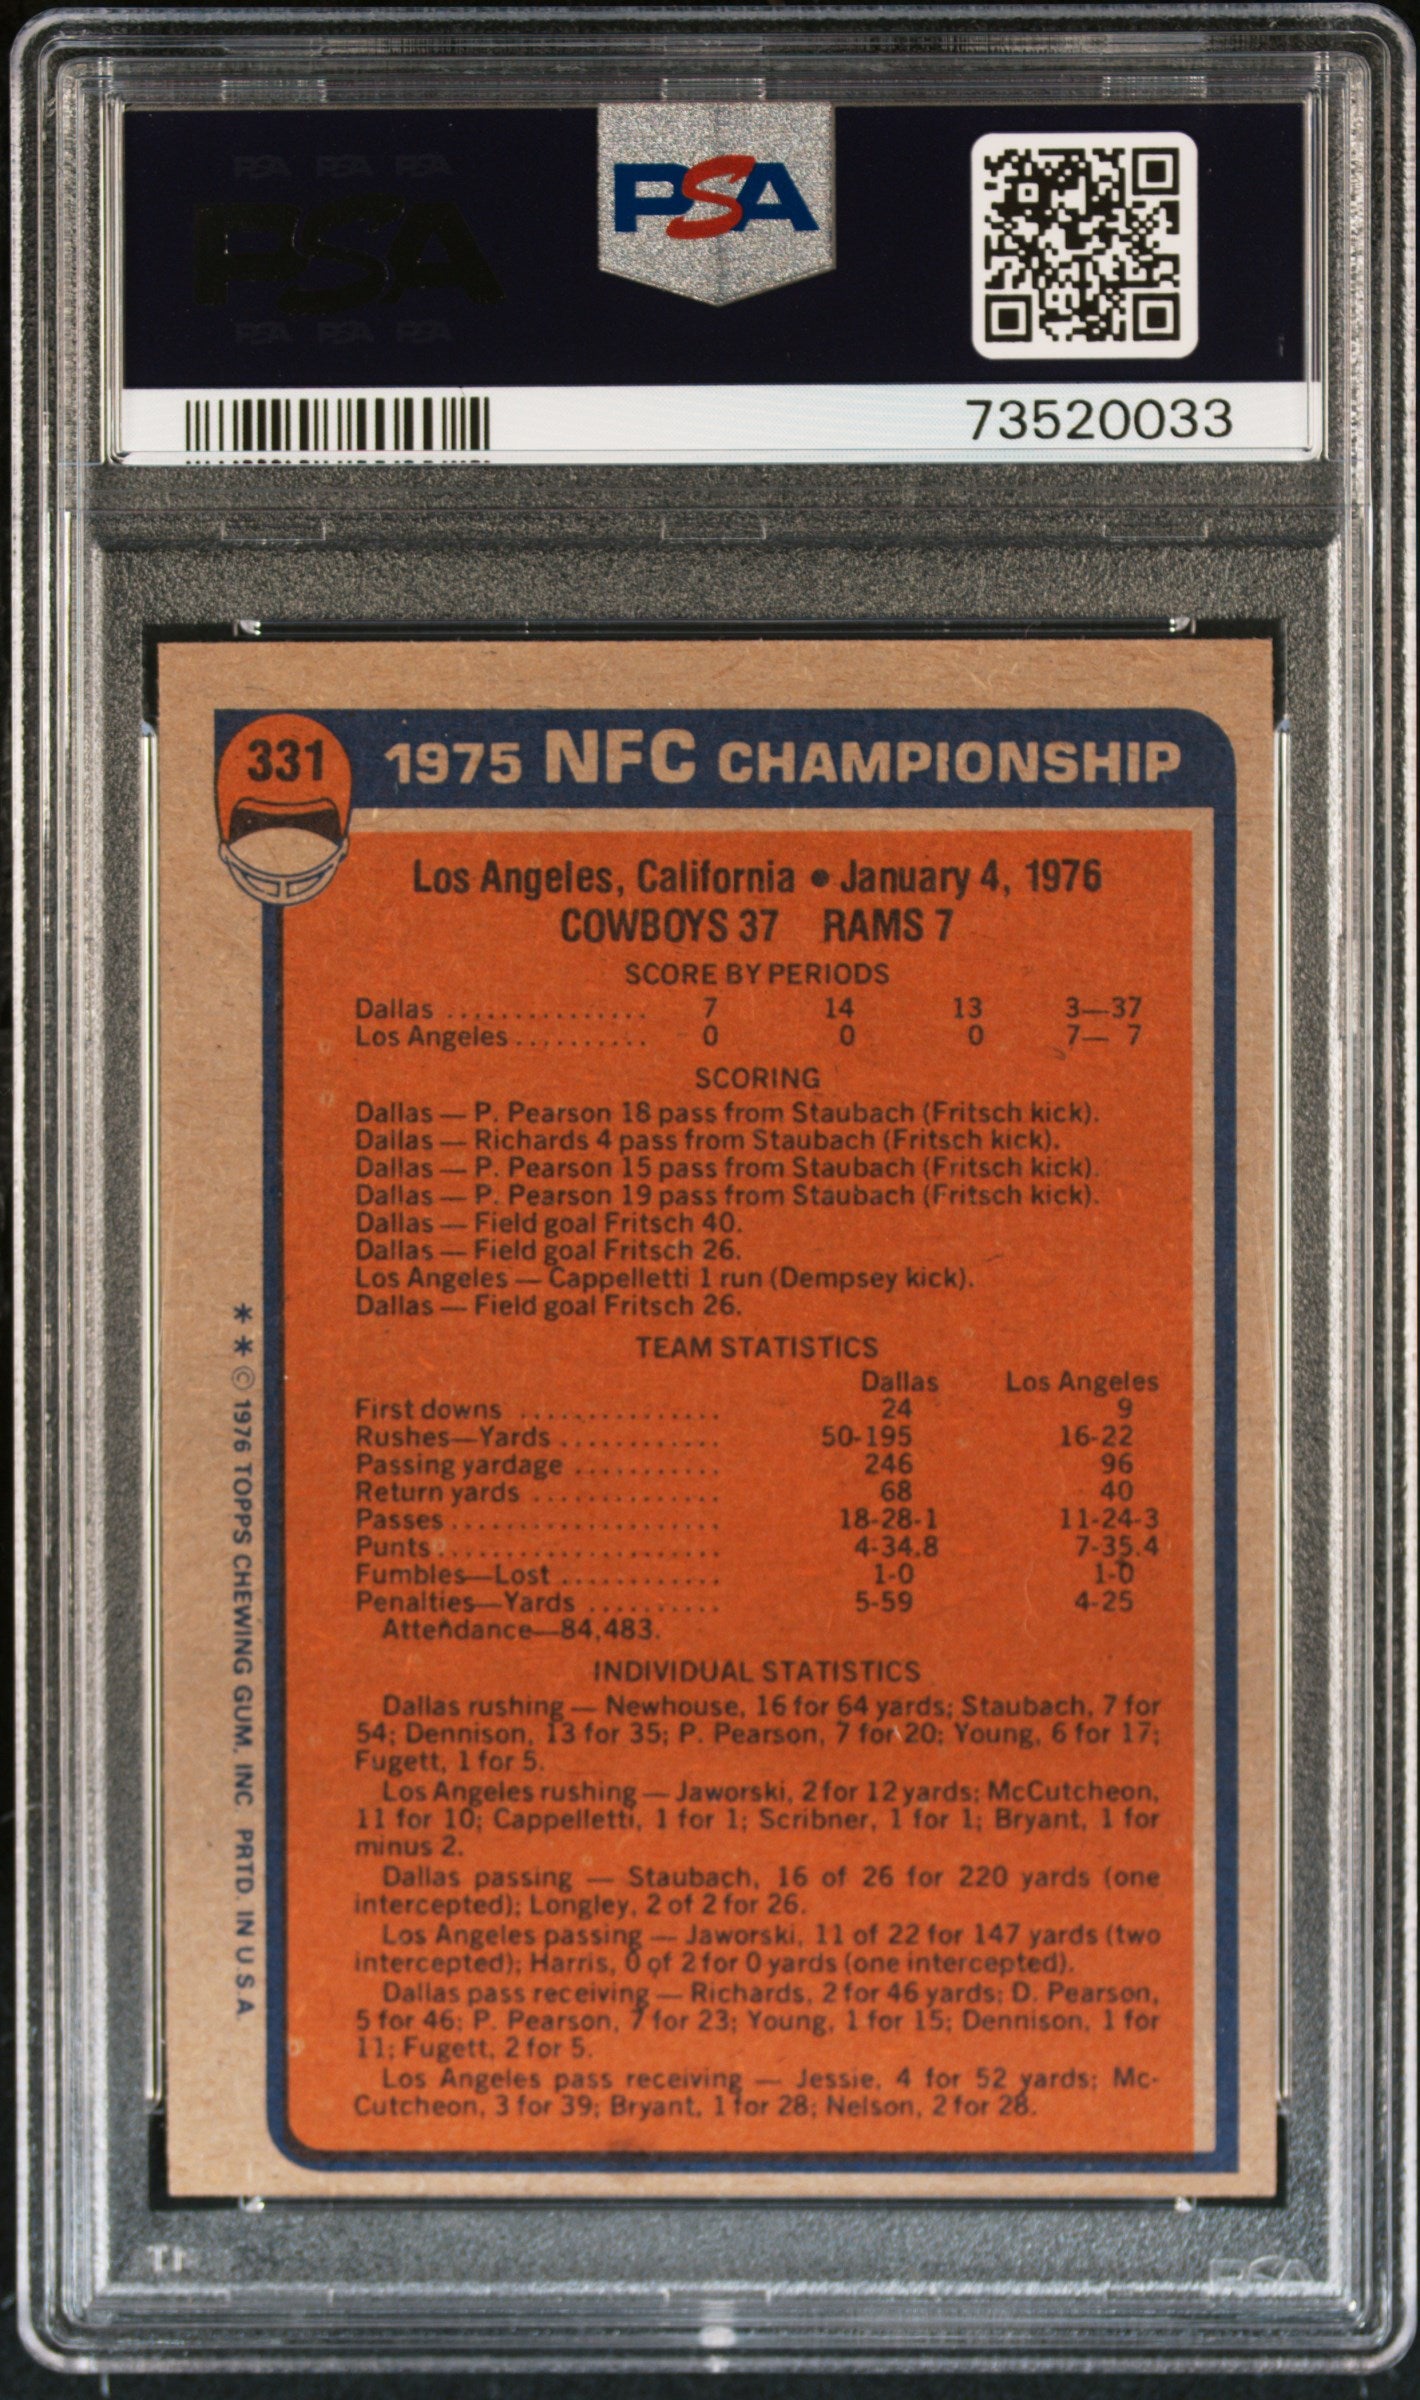 PSA PSA PSA
PSA
PSA PSA PSA
PSA
73520033
331
1975 NFC CHAMPIONSHIP
Los Angeles, California • January 4, 1976
COWBOYS 37 RAMS 7
SCORE BY PERIODS
Dallas ............... 7 14 13 3—37
Los Angeles .......... 0 0 0 7— 7
SCORING
Dallas — P. Pearson 18 pass from Staubach (Fritsch kick).
Dallas — Richards 4 pass from Staubach (Fritsch kick).
Dallas — P. Pearson 15 pass from Staubach (Fritsch kick).
Dallas — P. Pearson 19 pass from Staubach (Fritsch kick).
Dallas — Field goal Fritsch 40.
Dallas — Field goal Fritsch 26.
Los Angeles — Cappelletti 1 run (Dempsey kick).
Dallas — Field goal Fritsch 26.
TEAM STATISTICS
Dallas Los Angeles
First downs ............... 24 9
Rushes—Yards ............ 50-195 16-22
Passing yardage ........... 246 96
Return yards .............. 68 40
Passes .................... 18-28-1 11-24-3
Punts ..................... 4-34.8 7-35.4
Fumbles—Lost ............ 1-0 1-0
Penalties—Yards .......... 5-59 4-25
Attendance—84,483.
INDIVIDUAL STATISTICS
Dallas rushing — Newhouse, 16 for 64 yards; Staubach, 7 for
54; Dennison, 13 for 35; P. Pearson, 7 for 20; Young, 6 for 17;
Fugett, 1 for 5.
Los Angeles rushing — Jaworski, 2 for 12 yards; McCutcheon,
11 for 10; Cappelletti, 1 for 1; Scribner, 1 for 1; Bryant, 1 for
minus 2.
Dallas passing — Staubach, 16 of 26 for 220 yards (one
intercepted); Longley, 2 of 2 for 26.
Los Angeles passing — Jaworski, 11 of 22 for 147 yards (two
intercepted); Harris, 0 of 2 for 0 yards (one intercepted).
Dallas pass receiving — Richards, 2 for 46 yards; D. Pearson,
5 for 46; P. Pearson, 7 for 23; Young, 1 for 15; Dennison, 1 for
11; Fugett, 2 for 5.
Los Angeles pass receiving — Jessie, 4 for 52 yards; Mc-
Cutcheon, 3 for 39; Bryant, 1 for 28; Nelson, 2 for 28.
* * © 1976 TOPPS CHEWING GUM, INC. PRTD. IN U.S.A.
PSA